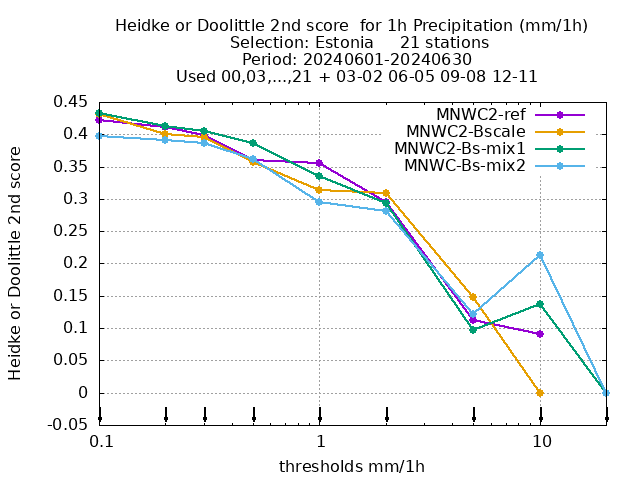 Heidke or Doolittle 2nd score  for 1h Precipitation (mm/1h)
Selection: Estonia     21 stations
Period: 20240601-20240630
Used 00,03,...,21 + 03-02 06-05 09-08 12-11
MNWC2-ref
MNWC2-Bscale
MNWC2-Bs-mix1
MNWC-Bs-mix2
Heidke or Doolittle 2nd score
0.45
0.4
0.35
0.3
0.25
0.2
0.15
0.1
0.05
0
-0.05
0.1 1 10
thresholds mm/1h